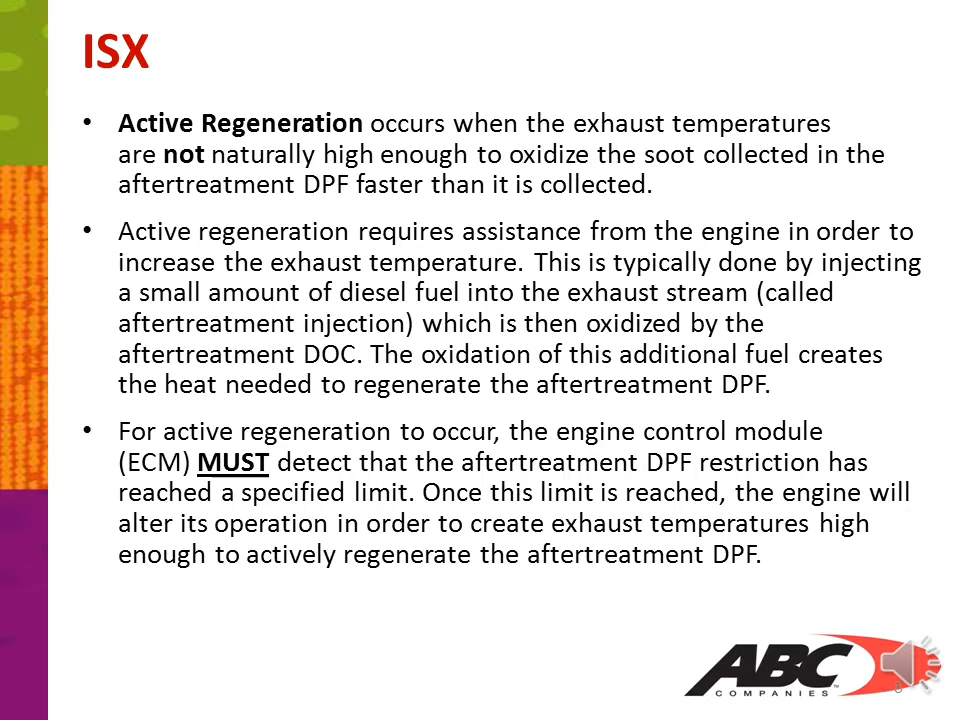 ISX
• Active Regeneration occurs when the exhaust temperatures
are not naturally high enough to oxidize the soot collected in the
aftertreatment DPF faster than it is collected.
• Active regeneration requires assistance from the engine in order to
increase the exhaust temperature. This is typically done by injecting
a small amount of diesel fuel into the exhaust stream (called
aftertreatment injection) which is then oxidized by the
aftertreatment DOC. The oxidation of this additional fuel creates
the heat needed to regenerate the aftertreatment DPF.
• For active regeneration to occur, the engine control module
(ECM) MUST detect that the aftertreatment DPF restriction has
reached a specified limit. Once this limit is reached, the engine will
alter its operation in order to create exhaust temperatures high
enough to actively regenerate the aftertreatment DPF.
ABC
COMPANIES™